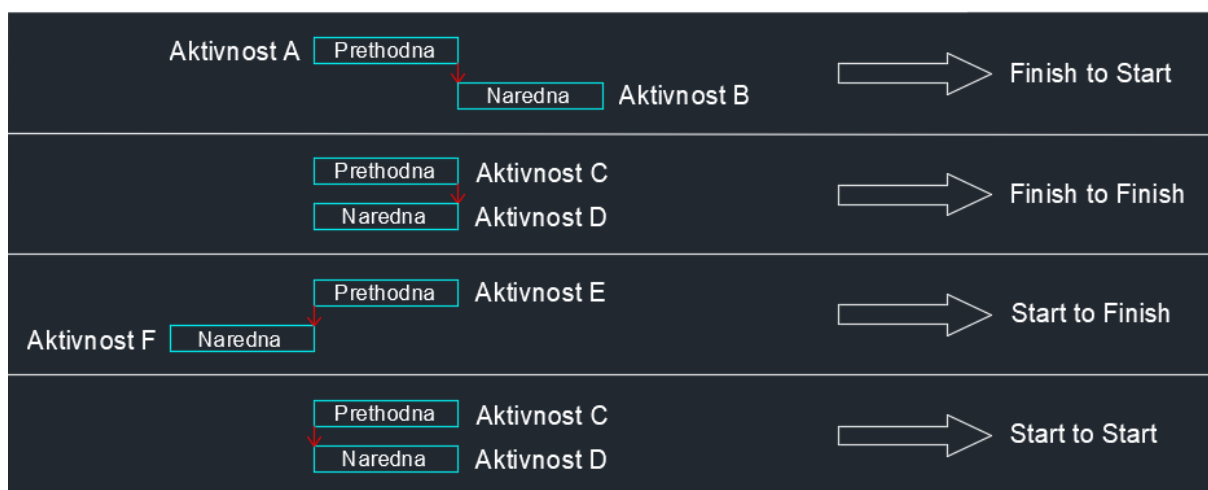 Aktivnost A Prethodna
Naredna Aktivnost B
Finish to Start
Prethodna Aktivnost C
Naredna Aktivnost D
Finish to Finish
Prethodna Aktivnost E
Aktivnost F Naredna
Start to Finish
Prethodna Aktivnost C
Naredna Aktivnost D
Start to Start